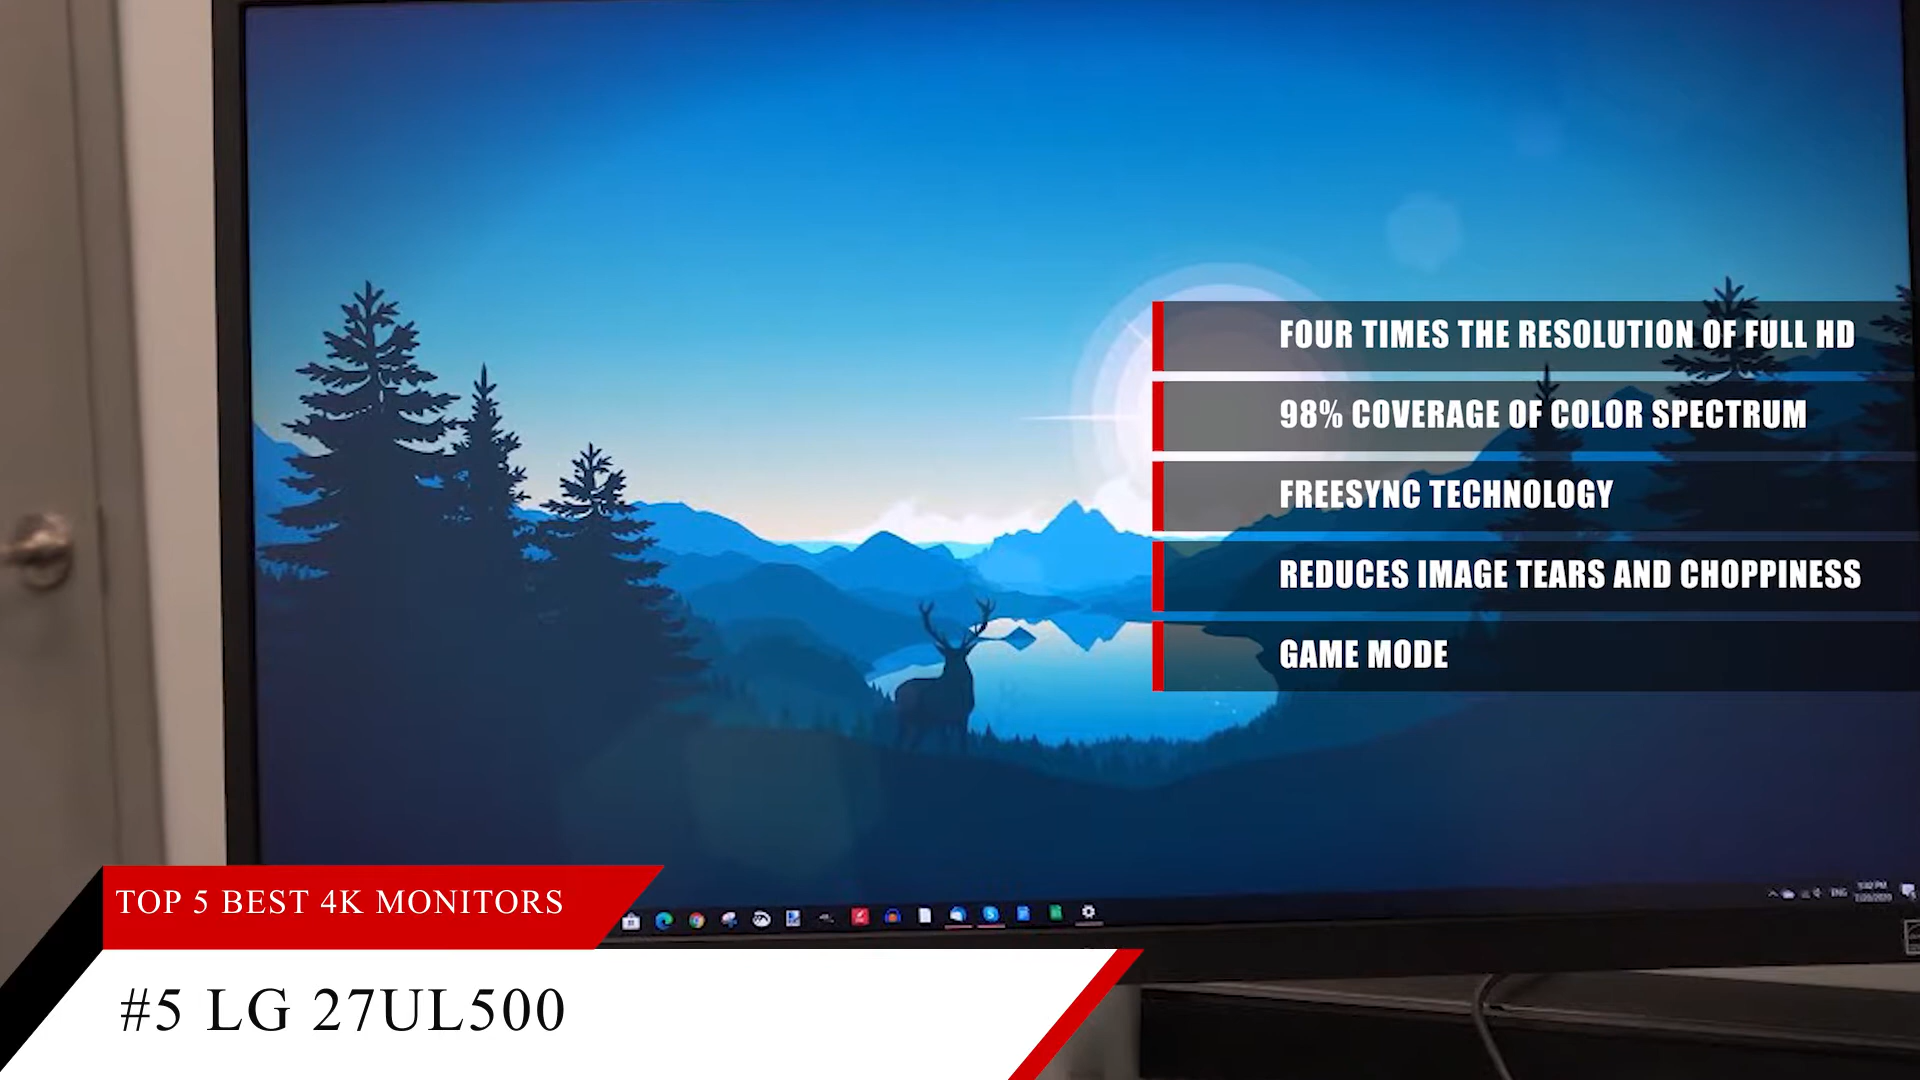 FOUR TIMES THE RESOLUTION OF FULL HD
98% COVERAGE OF COLOR SPECTRUM
FREESYNC TECHNOLOGY
REDUCES IMAGE TEARS AND CHOPPINESS
GAME MODE
TOP 5 BEST 4K MONITORS
ENG
#5 LG 27UL500